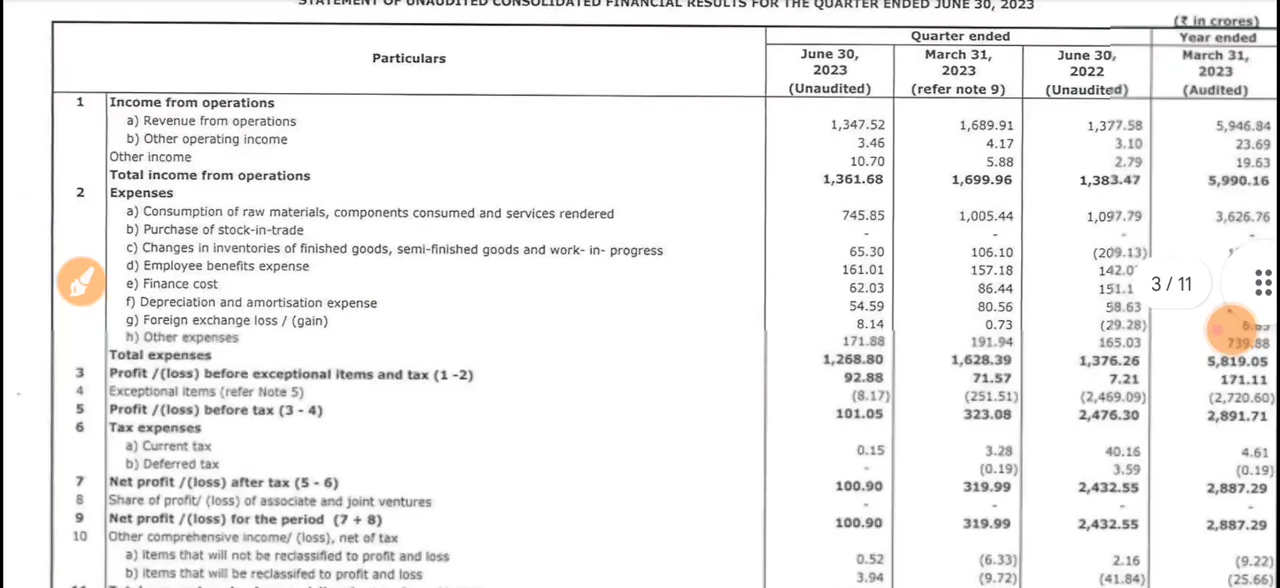 STATEMENT OF UNAUDITED CONSOLIDATED FINANCIAL RESULTS FOR THE QUARTER ENDED JUNE 30, 2023
(₹ in crores)
Particulars Quarter ended Year ended
June 30, 2023 (Unaudited) March 31, 2023 (refer note 9) June 30, 2022 (Unaudited) March 31, 2023 (Audited)
1 Income from operations
a) Revenue from operations 1,347.52 1,689.91 1,377.58 5,946.84
b) Other operating income 3.46 4.17 3.10 23.69
Other income 10.70 5.88 2.79 19.63
Total income from operations 1,361.68 1,699.96 1,383.47 5,990.16
2 Expenses
a) Consumption of raw materials, components consumed and services rendered 745.85 1,005.44 1,097.79 3,626.76
b) Purchase of stock-in-trade - - - -
c) Changes in inventories of finished goods, semi-finished goods and work- in- progress 65.30 106.10 (209.13)
d) Employee benefits expense 161.01 157.18 142.0
e) Finance cost 62.03 86.44 151.1
3 / 11
f) Depreciation and amortisation expense 54.59 80.56 58.63
g) Foreign exchange loss / (gain) 8.14 0.73 (29.28)
h) Other expenses 171.88 191.94 165.03 739.88
Total expenses 1,268.80 1,628.39 1,376.26 5,819.05
3 Profit /(loss) before exceptional items and tax (1 -2) 92.88 71.57 7.21 171.11
4 Exceptional items (refer Note 5) (8.17) (251.51) (2,469.09) (2,720.60)
5 Profit /(loss) before tax (3 - 4) 101.05 323.08 2,476.30 2,891.71
6 Tax expenses
a) Current tax 0.15 3.28 40.16 4.61
b) Deferred tax - (0.19) 3.59 (0.19)
7 Net profit /(loss) after tax (5 - 6) 100.90 319.99 2,432.55 2,887.29
8 Share of profit/ (loss) of associate and joint ventures - - - -
9 Net profit /(loss) for the period (7 + 8) 100.90 319.99 2,432.55 2,887.29
10 Other comprehensive income/ (loss), net of tax
a) Items that will not be reclassified to profit and loss 0.52 (6.33) 2.16 (9.22)
b) items that will be reclassifed to profit and loss 3.94 (9.72) (41.84) (25.66)